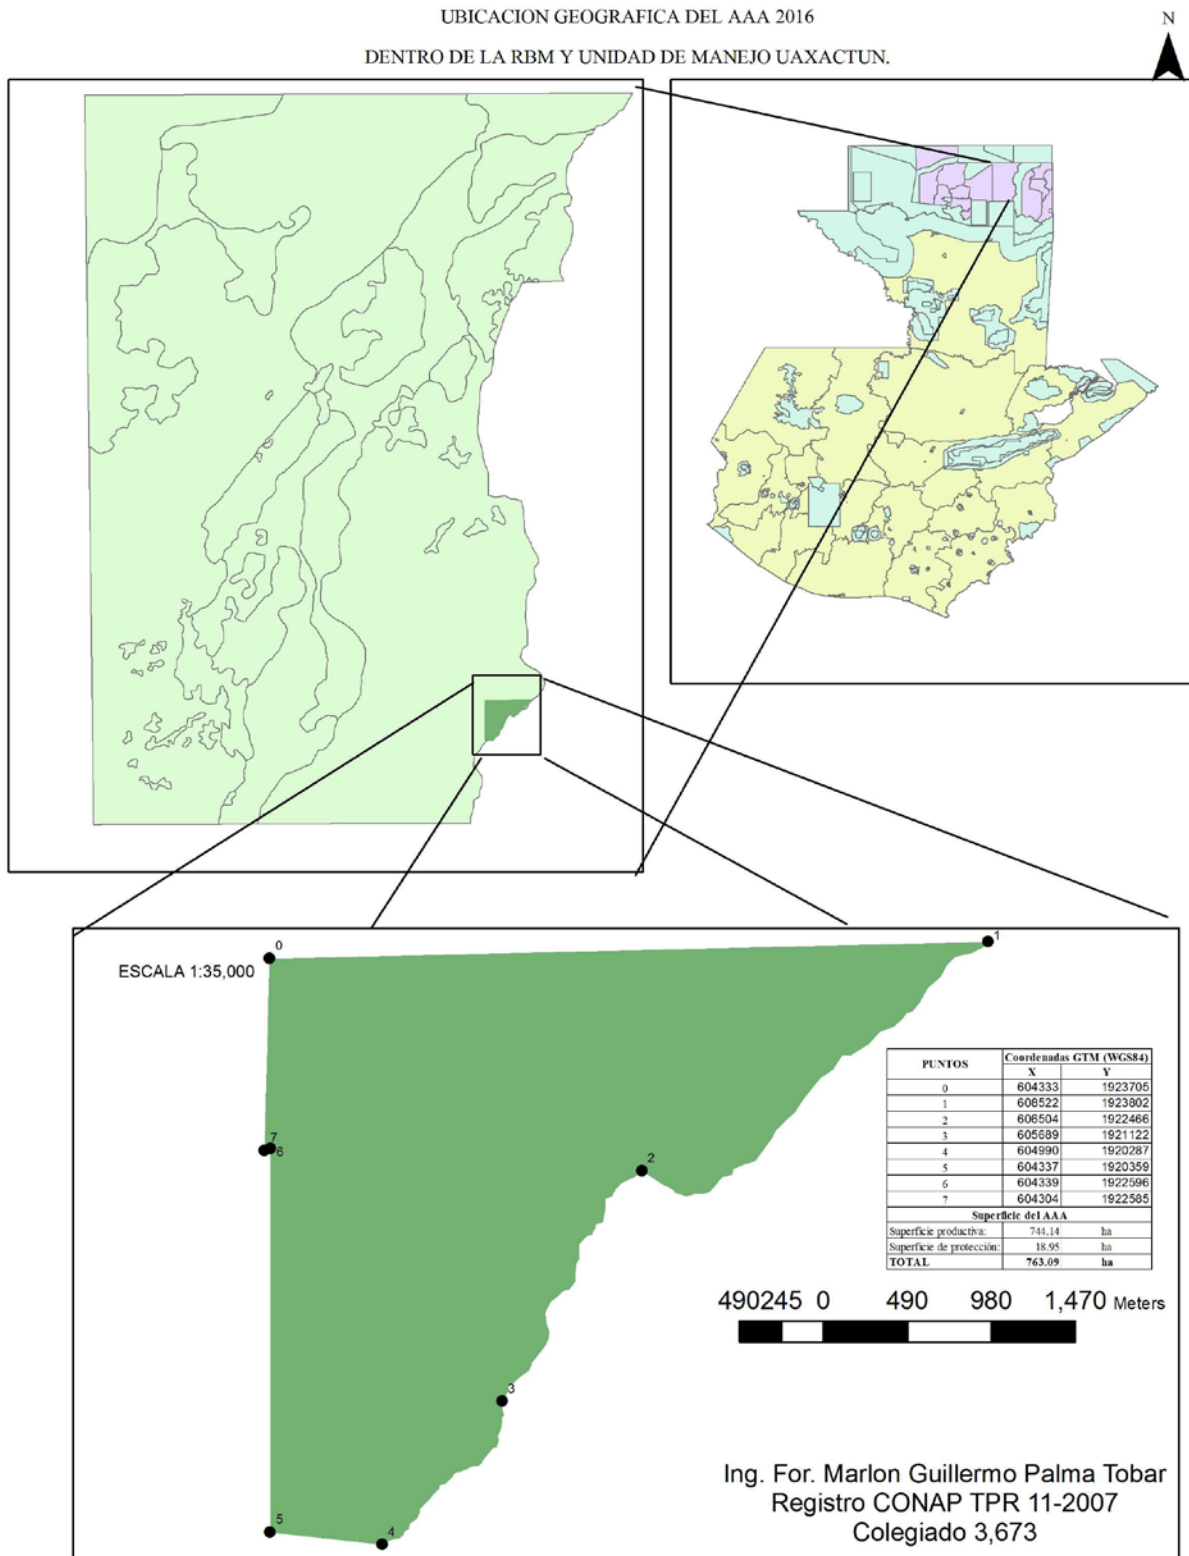 UBICACION GEOGRAFICA DEL AAA 2016
N
DENTRO DE LA RBM Y UNIDAD DE MANEJO UAXACTUN.
0
1
ESCALA 1:35,000
7
6
2
3
5
4
PUNTOS Coordenadas GTM (WGS84)
X Y
0 604333 1923705
1 608522 1923802
2 606504 1922466
3 605689 1921122
4 604990 1920287
5 604337 1920359
6 604339 1922596
7 604304 1922585
Superficie del AAA
Superficie productiva: 744.14 ha
Superficie de protección: 18.95 ha
TOTAL 763.09 ha
490245 0 490 980 1,470 Meters
Ing. For. Marlon Guillermo Palma Tobar
Registro CONAP TPR 11-2007
Colegiado 3,673